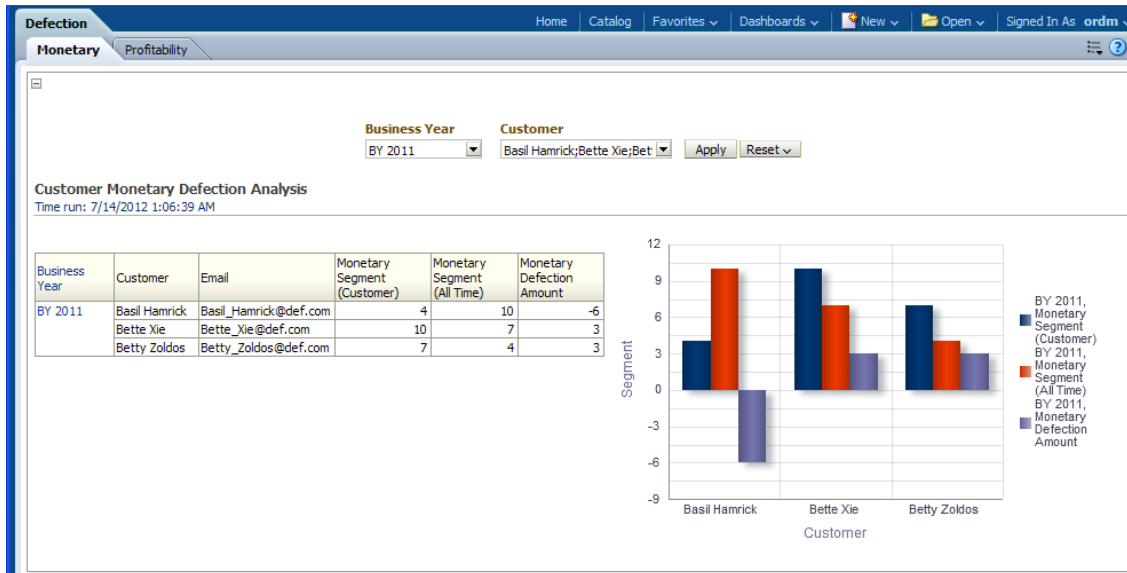 Defection
Home Catalog Favorites Dashboards New Open Signed In As ordm
Monetary Profitability
Business Year Customer
BY 2011 Basil Hamrick;Bette Xie;Bet Apply Reset
Customer Monetary Defection Analysis
Time run: 7/14/2012 1:06:39 AM
Business Year Customer Email Monetary Segment (Customer) Monetary Segment (All Time) Monetary Defection Amount
BY 2011 Basil Hamrick Basil_Hamrick@def.com 4 10 -6
Bette Xie Bette_Xie@def.com 10 7 3
Betty Zoldos Betty_Zoldos@def.com 7 4 3
12
9
6
3
0
-3
-6
-9
Segment
Basil Hamrick Bette Xie Betty Zoldos
Customer
BY 2011,
Monetary
Segment
(Customer)
BY 2011,
Monetary
Segment
(All Time)
BY 2011,
Monetary
Defection
Amount